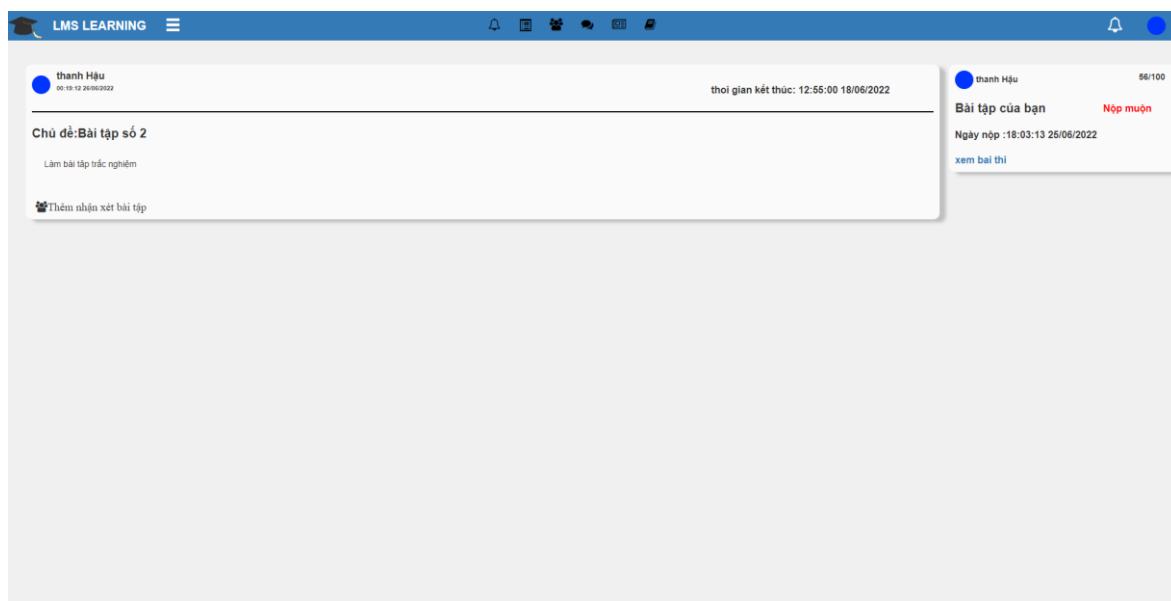 LMS LEARNING
thanh Hậu
00:19:12 26/06/2022
thoi gian kết thúc: 12:55:00 18/06/2022
Chủ đề:Bài tập số 2
Làm bài tâp trắc nghiệm
Thêm nhận xét bài tập
thanh Hậu
56/100
Bài tập của bạn
Nộp muộn
Ngày nộp :18:03:13 25/06/2022
xem bai thi